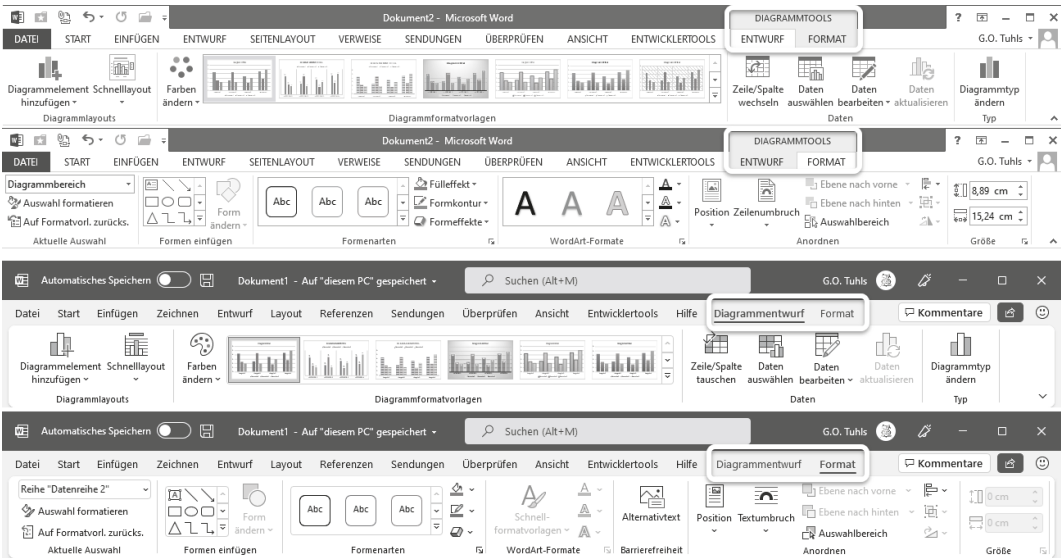 Dokument2 - Microsoft Word
DIAGRAMMTOOLS
?
DATEI START EINFÜGEN ENTWURF SEITENLAYOUT VERWEISE SENDUNGEN ÜBERPRÜFEN ANSICHT ENTWICKLERTOOLS ENTWURF FORMAT G.O. Tuhls
Diagrammelement Schnelllayout Farben Zeile/Spalte Daten Daten Daten Diagrammtyp
hinzufügen ändern wechseln auswählen bearbeiten aktualisieren ändern
Diagrammlayouts Diagrammformatvorlagen Daten Typ
Dokument2 - Microsoft Word
DIAGRAMMTOOLS
?
DATEI START EINFÜGEN ENTWURF SEITENLAYOUT VERWEISE SENDUNGEN ÜBERPRÜFEN ANSICHT ENTWICKLERTOOLS ENTWURF FORMAT G.O. Tuhls
Diagrammbereich Fülleffekt Ebene nach vorne 8,89 cm
Auswahl formatieren Form Abc Abc Abc Formkontur A A A Position Zeilenumbruch Ebene nach hinten
Auf Formatvorl. zurücks. ändern Formeffekte Auswahlbereich 15,24 cm
Aktuelle Auswahl Formen einfügen Formenarten WordArt-Formate Anordnen Größe
Automatisches Speichern Dokument1 - Auf "diesem PC" gespeichert Suchen (Alt+M) G.O. Tuhls
Datei Start Einfügen Zeichnen Entwurf Layout Referenzen Sendungen Überprüfen Ansicht Entwicklertools Hilfe Diagrammentwurf Format Kommentare
Diagrammelement Schnelllayout Farben Zeile/Spalte Daten Daten Daten Diagrammtyp
hinzufügen ändern tauschen auswählen bearbeiten aktualisieren ändern
Diagrammlayouts Diagrammformatvorlagen Daten Typ
Automatisches Speichern Dokument1 - Auf "diesem PC" gespeichert Suchen (Alt+M) G.O. Tuhls
Datei Start Einfügen Zeichnen Entwurf Layout Referenzen Sendungen Überprüfen Ansicht Entwicklertools Hilfe Diagrammentwurf Format Kommentare
Reihe "Datenreihe 2" Ebene nach vorne 0 cm
Auswahl formatieren Form Abc Abc Abc Schnell- Alternativtext Position Textumbruch Ebene nach hinten
Auf Formatvorl. zurücks. ändern formatvorlagen Auswahlbereich 0 cm
Aktuelle Auswahl Formen einfügen Formenarten WordArt-Formate Barrierefreiheit Anordnen Größe